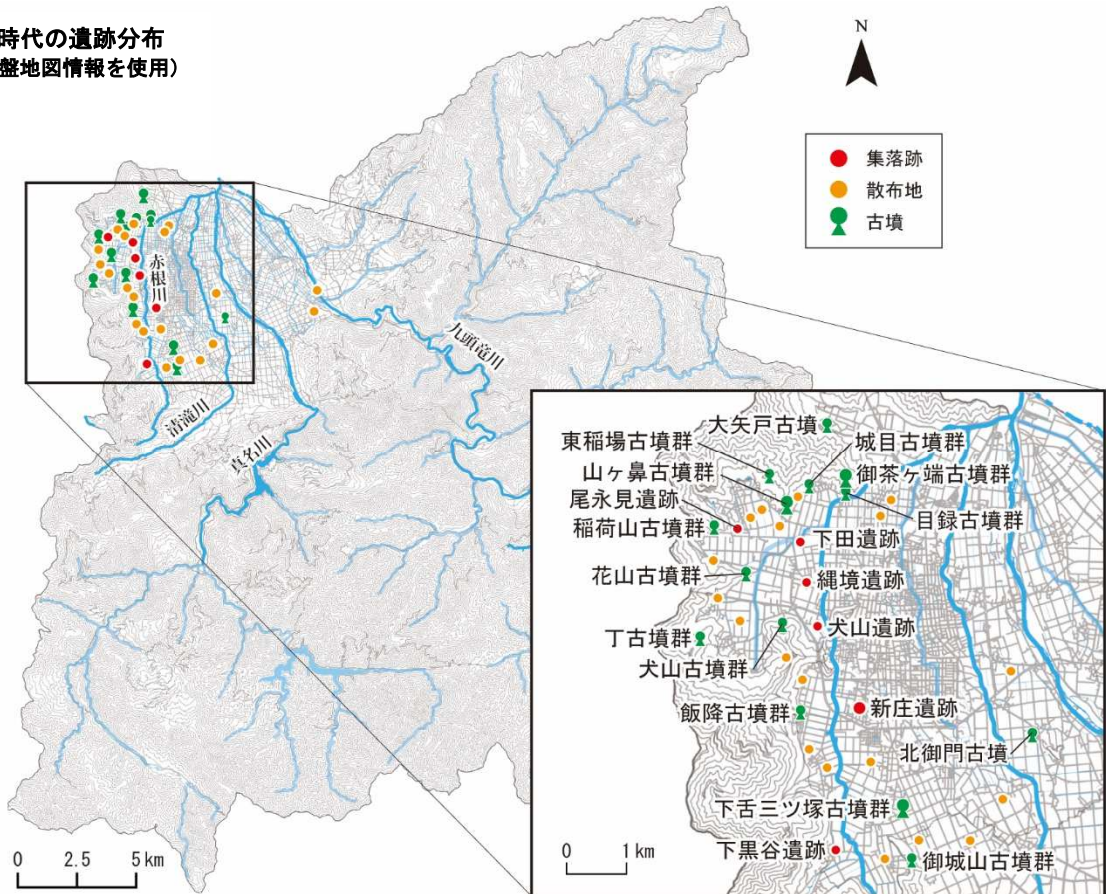 時代の遺跡分布
盤地図情報を使用）
N
集落跡
散布地
古墳
赤根川
九頭竜川
清滝川
真名川
0 2.5 5km
大矢戸古墳
東稲場古墳群
城目古墳群
山ヶ鼻古墳群
御茶ヶ端古墳群
尾永見遺跡
目録古墳群
稲荷山古墳群
下田遺跡
花山古墳群
縄境遺跡
犬山遺跡
丁古墳群
犬山古墳群
飯降古墳群
新庄遺跡
北御門古墳
下舌三ツ塚古墳群
下黒谷遺跡
御城山古墳群
0 1km